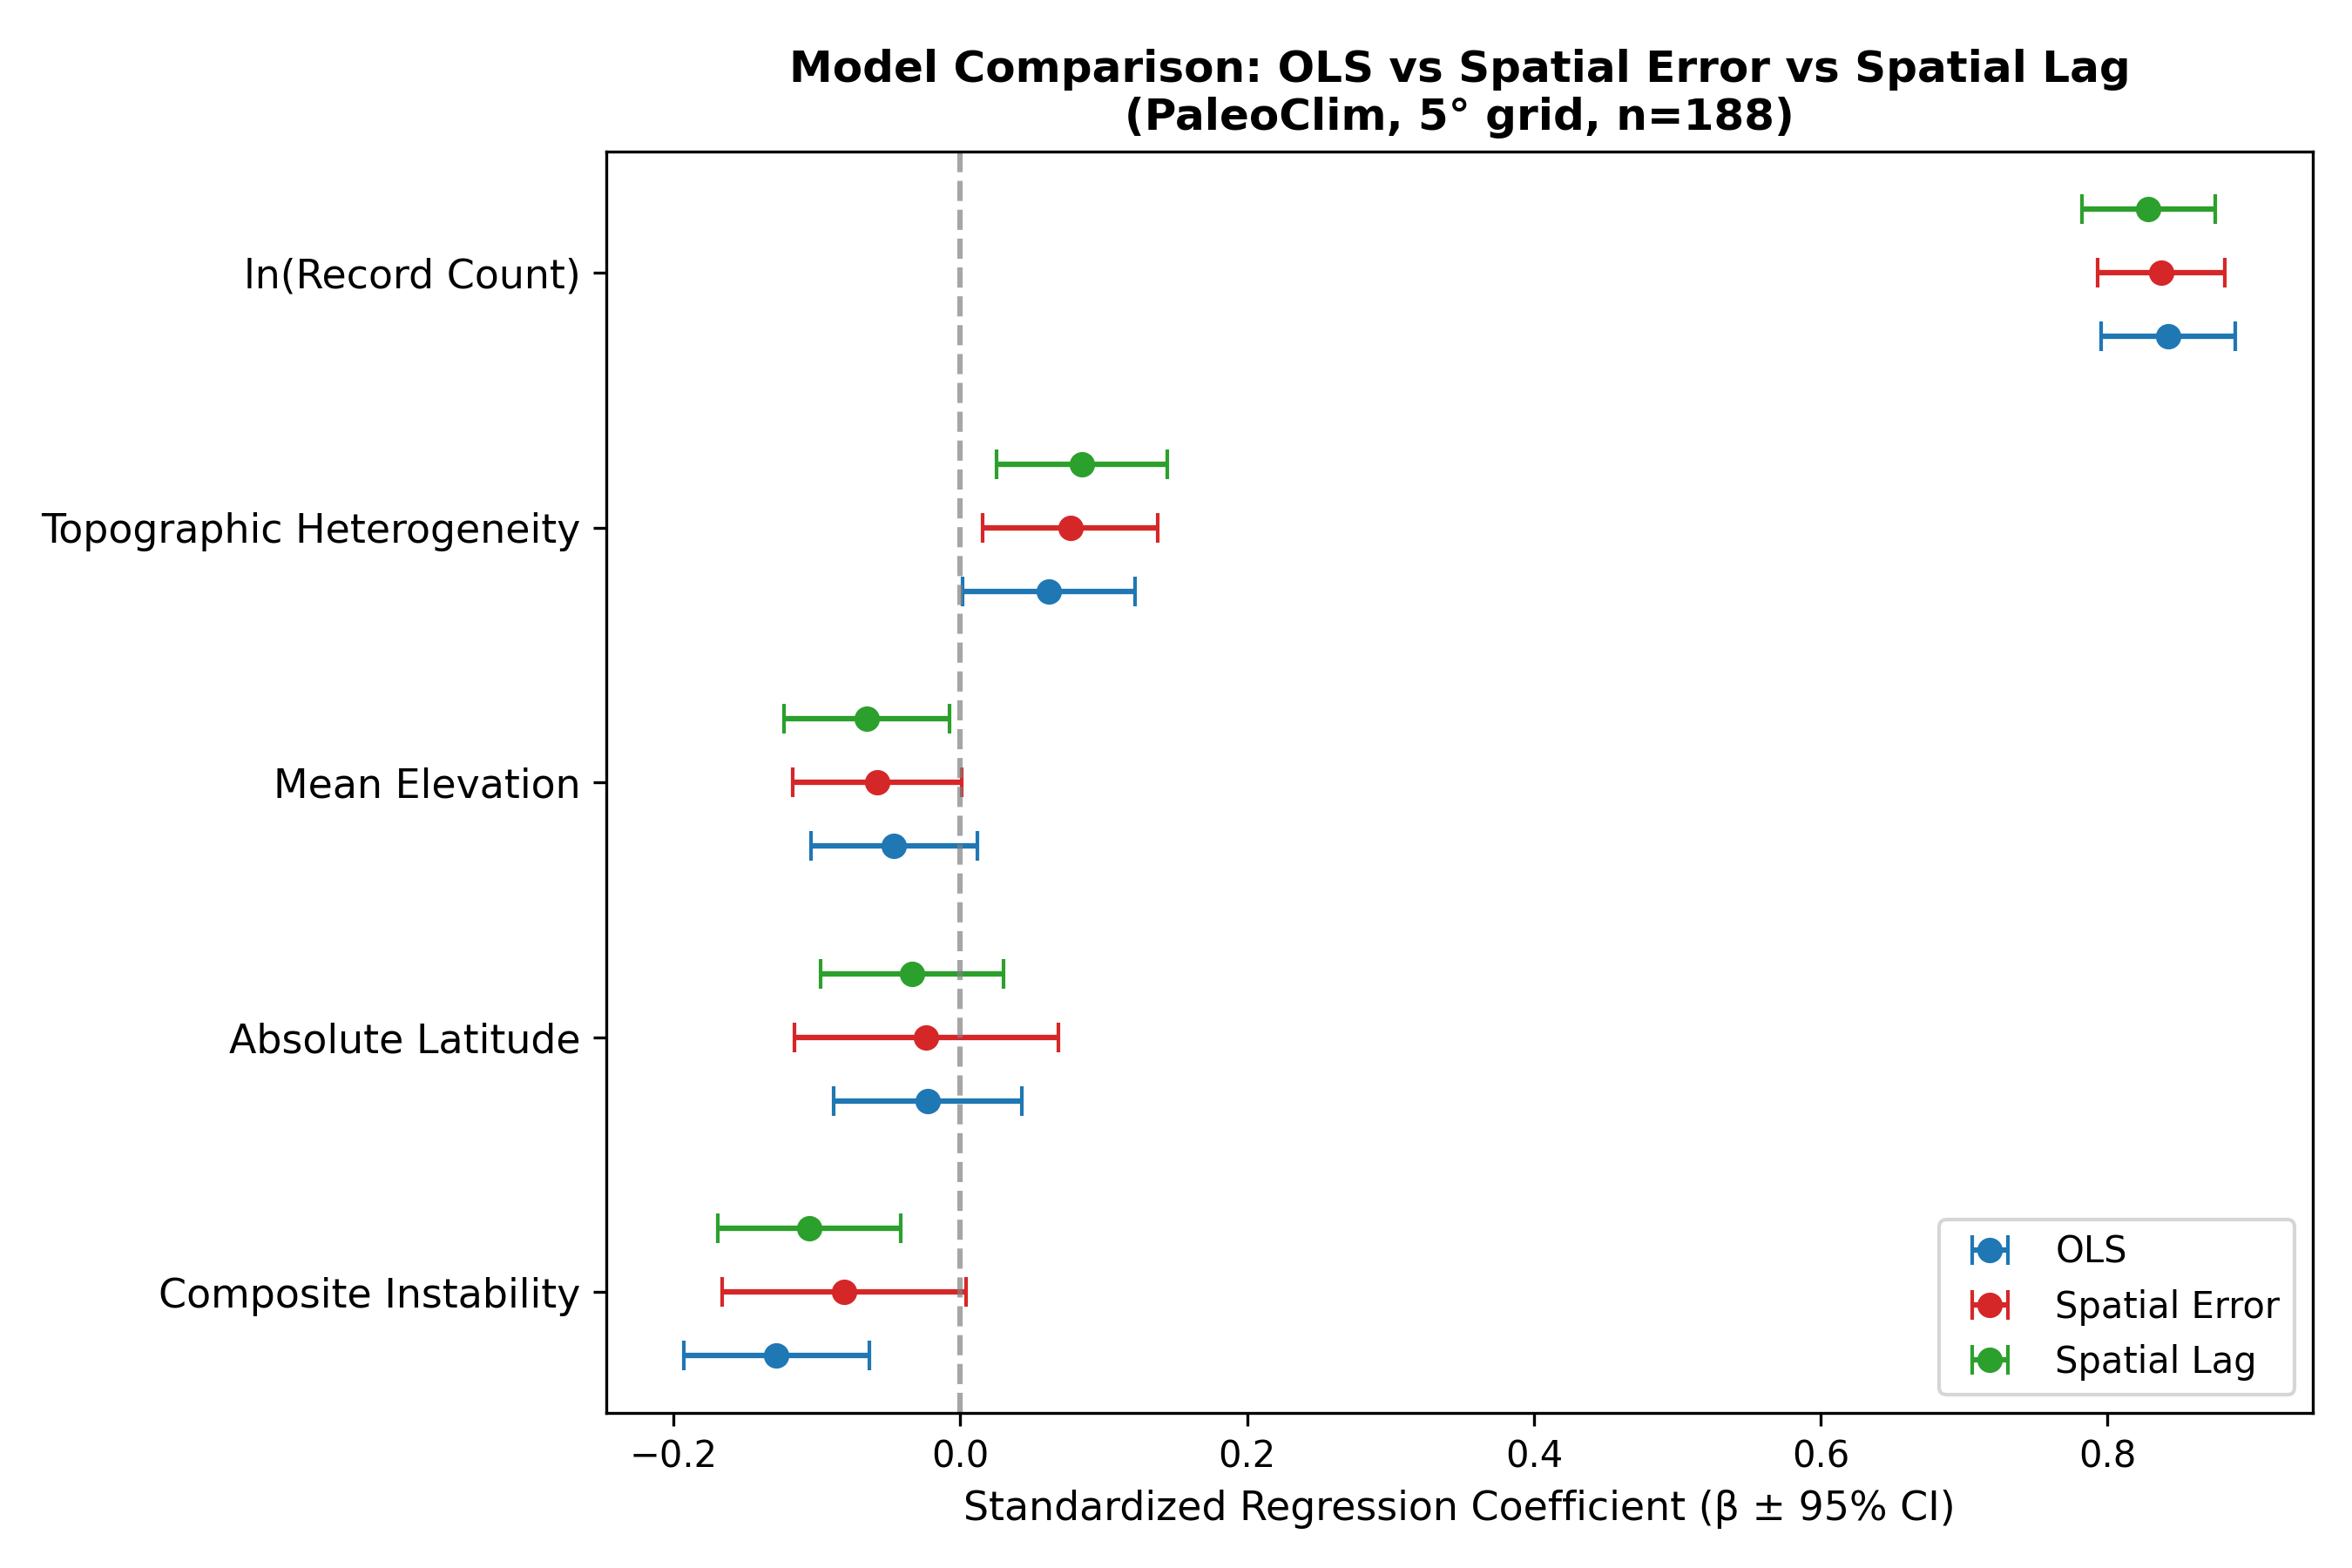 Model Comparison: OLS vs Spatial Error vs Spatial Lag
(PaleoClim, 5° grid, n=188)
ln(Record Count)
Topographic Heterogeneity
Mean Elevation
Absolute Latitude
Composite Instability
OLS
Spatial Error
Spatial Lag
−0.2 0.0 0.2 0.4 0.6 0.8
Standardized Regression Coefficient (β ± 95% CI)